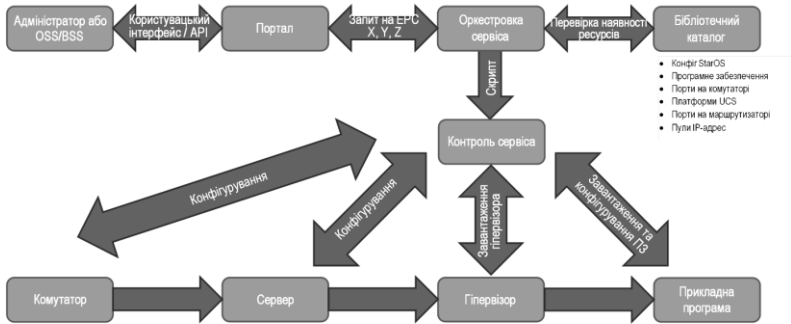 Адміністратор або
OSS/BSS
Користувацький
інтерфейс / API
Портал
Запит на EPC
X, Y, Z
Оркестровка
сервіса
Перевірка наявності
ресурсів
Бібліотечний
каталог
• Конфіг StarOS
• Програмне забезпечення
• Порти на комутаторі
• Платформи UCS
• Порти на маршрутизаторі
• Пули IP-адрес
Скрипт
Контроль сервіса
Конфігурування
Конфігурування
Завантаження
гіпервізора
Завантаження та
конфігурування ПЗ
Комутатор
Сервер
Гіпервізор
Прикладна
програма